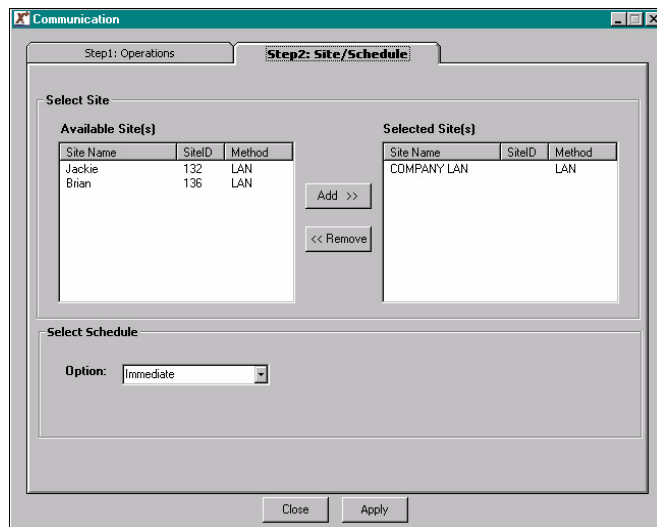 Communication
Step1: Operations Step2: Site/Schedule
Select Site
Available Site(s) Selected Site(s)
Site Name SiteID Method Site Name SiteID Method
Jackie 132 LAN COMPANY LAN LAN
Brian 136 LAN
Add >>
<< Remove
Select Schedule
Option: Immediate
Close Apply